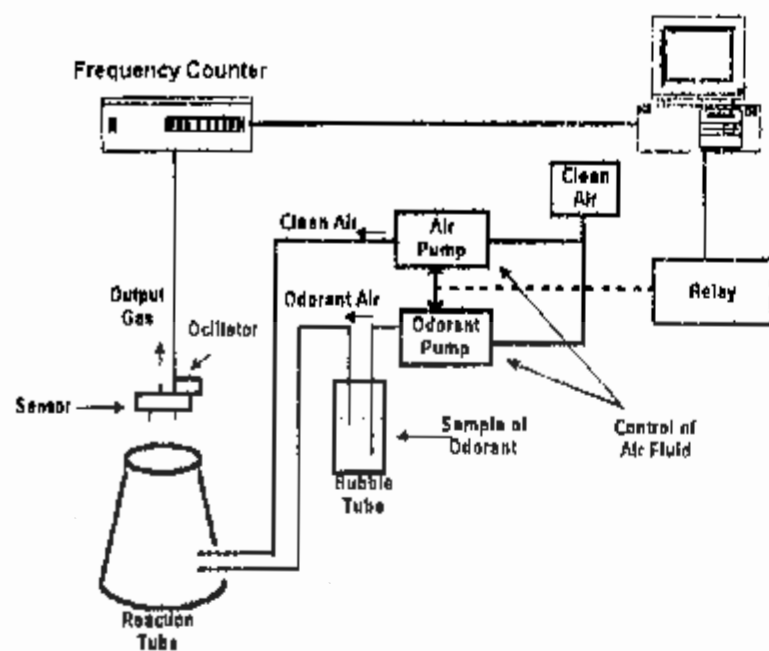 Frequency Counter
Clean
Air
Clean Air
Air
Pump
Output
Gas
Odorant Air
Relay
Ocillator
Odorant
Pump
Sensor
Sample of
Odorant
Control of
Air Fluid
Bubble
Tube
Reaction
Tube